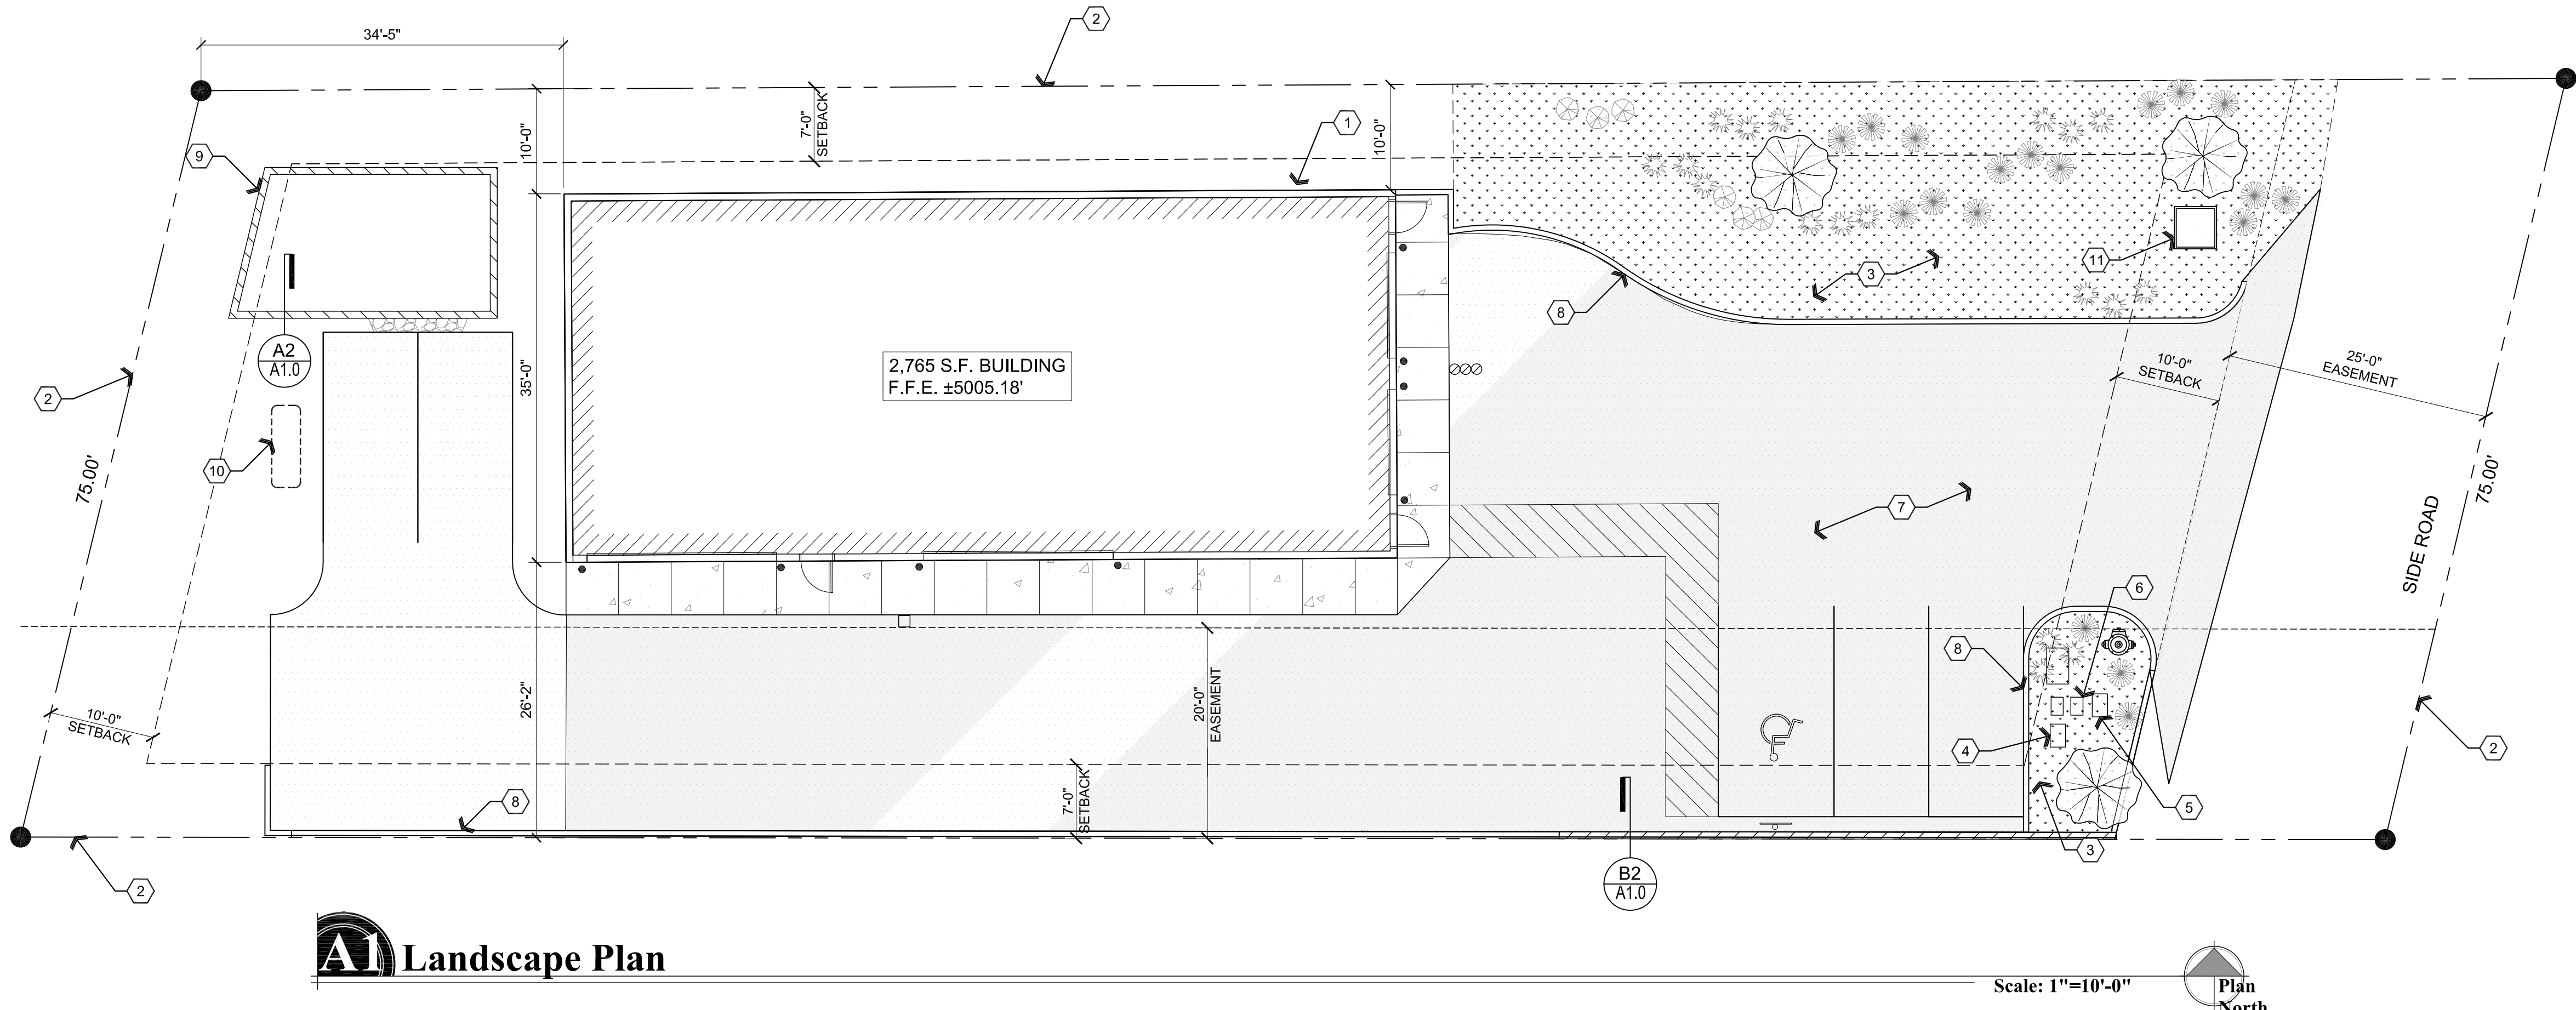 2
34'-5"
7'-0"
SETBACK
10'-0"
10'-0"
1
9
11
3
8
A2
A1.0
2,765 S.F. BUILDING
F.F.E. ±5005.18'
35'-0"
10'-0"
SETBACK
25'-0"
EASEMENT
2
10
75.00'
7
75.00'
SIDE ROAD
6
8
26'-2"
20'-0"
EASEMENT
10'-0"
SETBACK
4
2
7'-0"
SETBACK
8
5
3
2
B2
A1.0
A1 Landscape Plan
Scale: 1"=10'-0"
Plan
North